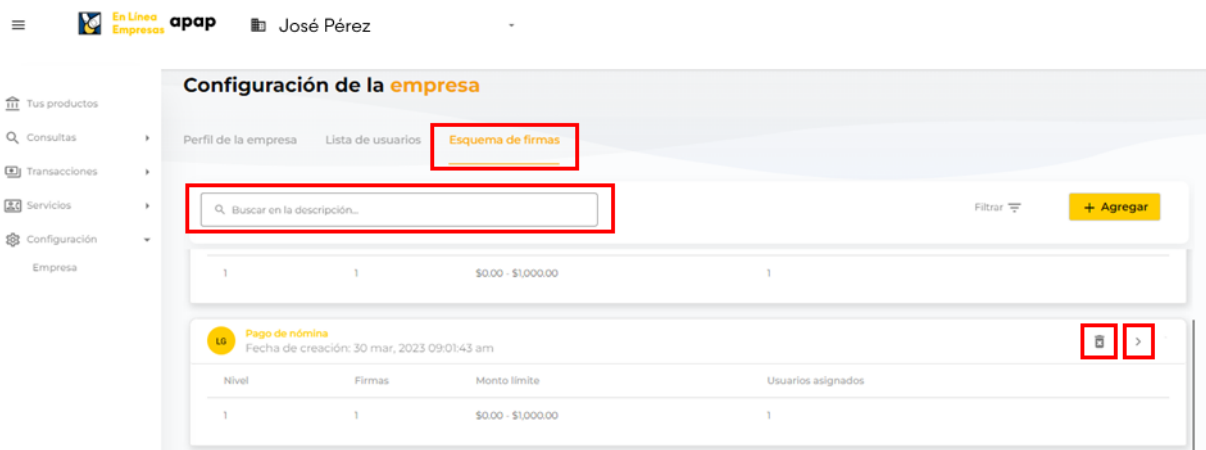 En Línea
Empresas
apap
José Pérez
Configuración de la empresa
Tus productos
Consultas
Perfil de la empresa Lista de usuarios Esquema de firmas
Transacciones
Servicios
Buscar en la descripción...
Filtrar
+ Agregar
Configuración
Empresa
1 1 $0.00 - $1,000.00 1
LG
Pago de nómina
Fecha de creación: 30 mar, 2023 09:01:43 am
Nivel Firmas Monto límite Usuarios asignados
1 1 $0.00 - $1,000.00 1